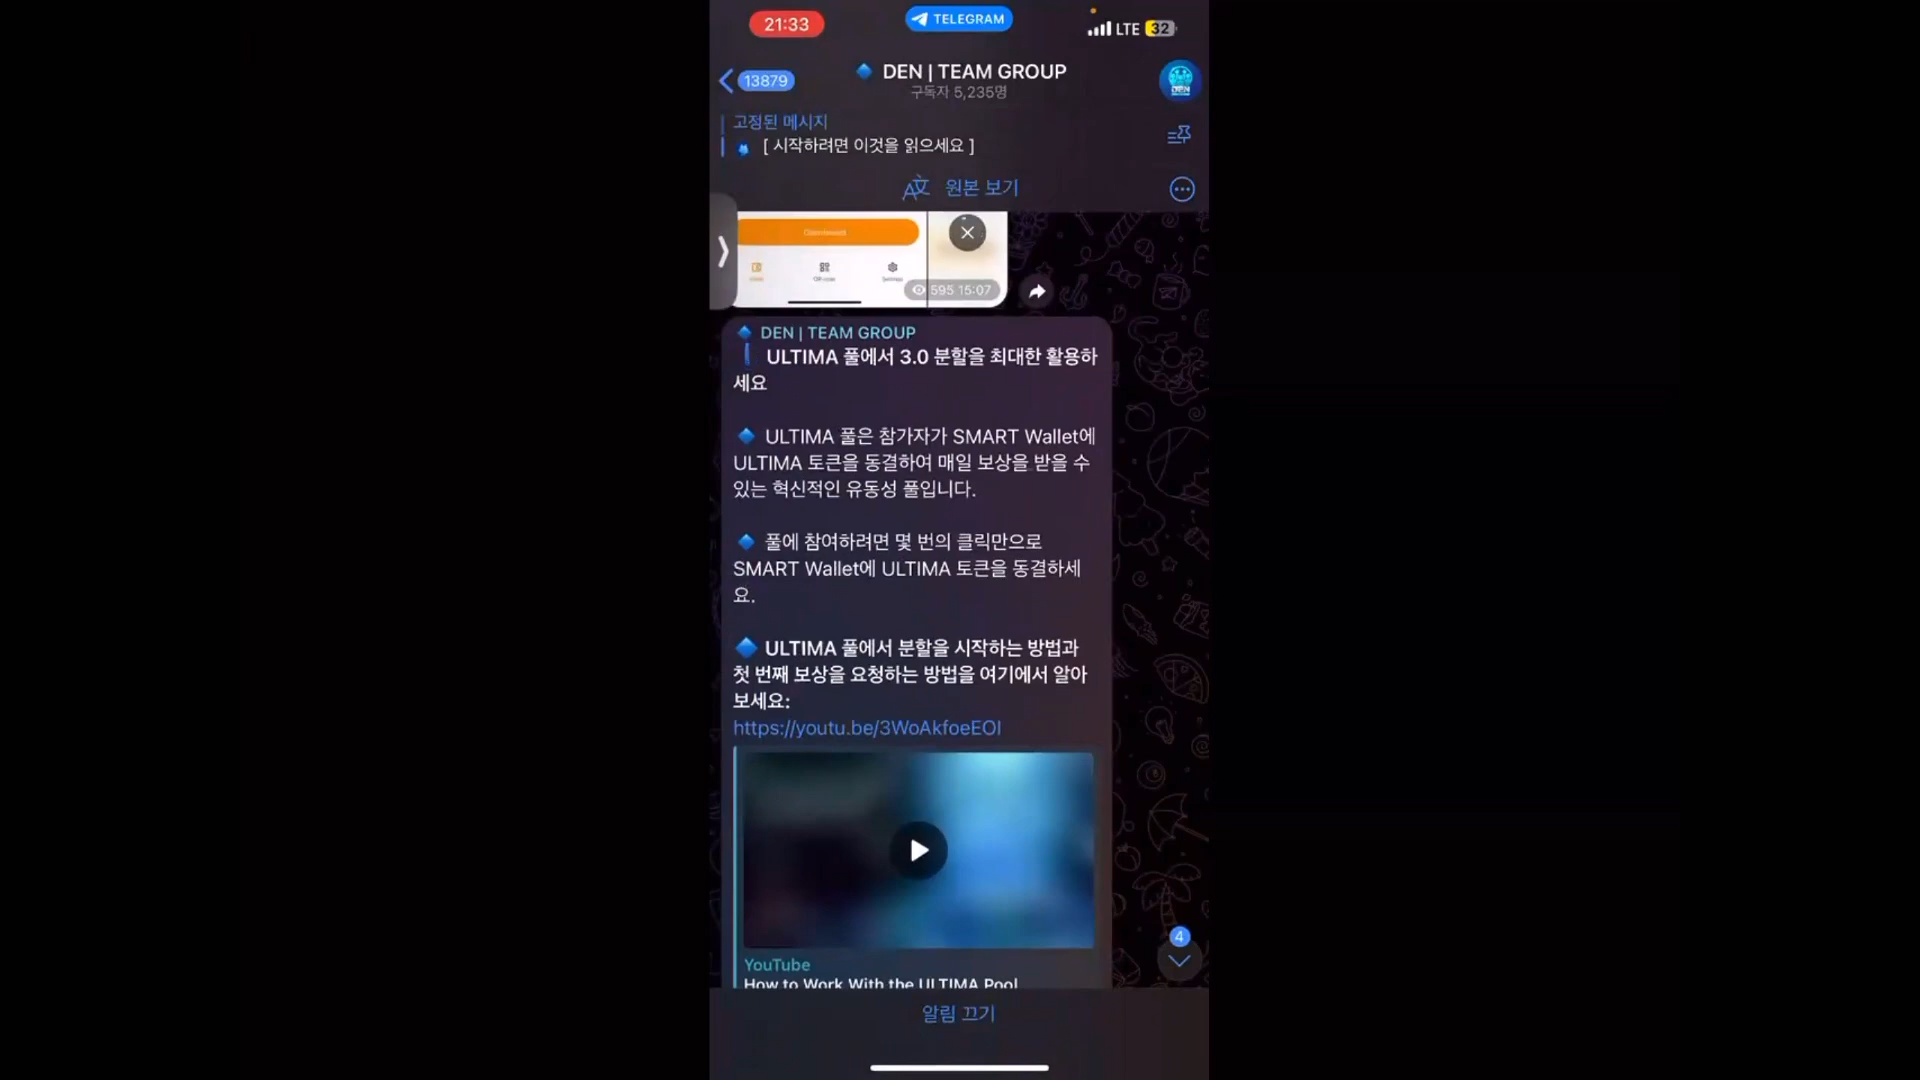 21:33
TELEGRAM
LTE 32
13879
DEN | TEAM GROUP
구독자 5,235명
고정된 메시지
[ 시작하려면 이것을 읽으세요 ]
원본 보기
595 15:07
DEN | TEAM GROUP
ULTIMA 풀에서 3.0 분할을 최대한 활용하
세요
ULTIMA 풀은 참가자가 SMART Wallet에
ULTIMA 토큰을 동결하여 매일 보상을 받을 수
있는 혁신적인 유동성 풀입니다.
풀에 참여하려면 몇 번의 클릭만으로
SMART Wallet에 ULTIMA 토큰을 동결하세
요.
ULTIMA 풀에서 분할을 시작하는 방법과
첫 번째 보상을 요청하는 방법을 여기에서 알아
보세요:
https://youtu.be/3WoAkfoeEOI
YouTube
How to Work With the ULTIMA Pool
4
알림 끄기